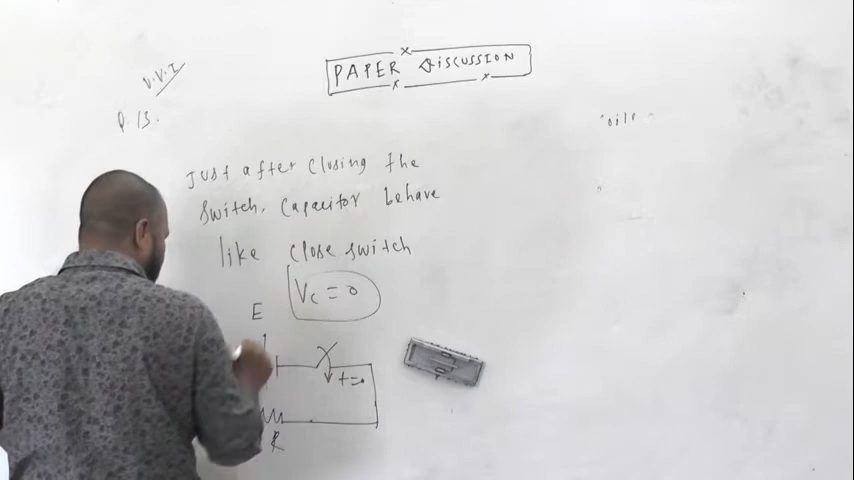 PAPER DISCUSSION
V.V.I
Q.13.
Just after closing the
switch, capacitor behave
like close switch
Vc = 0
E
t=0
R